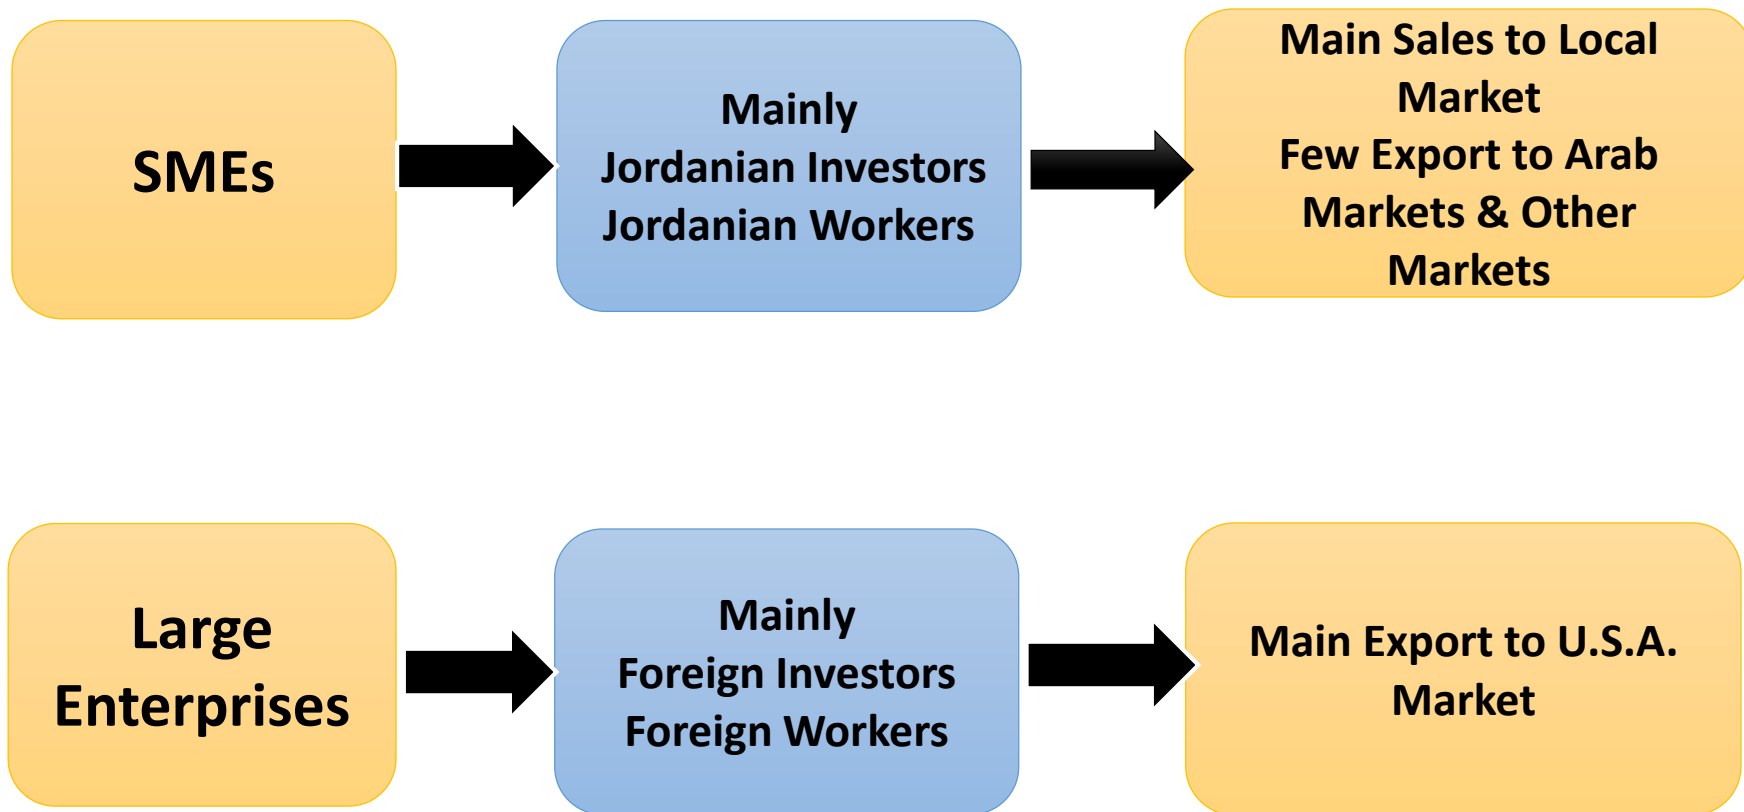 SMEs
Mainly
Jordanian Investors
Jordanian Workers
Main Sales to Local
Market
Few Export to Arab
Markets & Other
Markets
Large
Enterprises
Mainly
Foreign Investors
Foreign Workers
Main Export to U.S.A.
Market